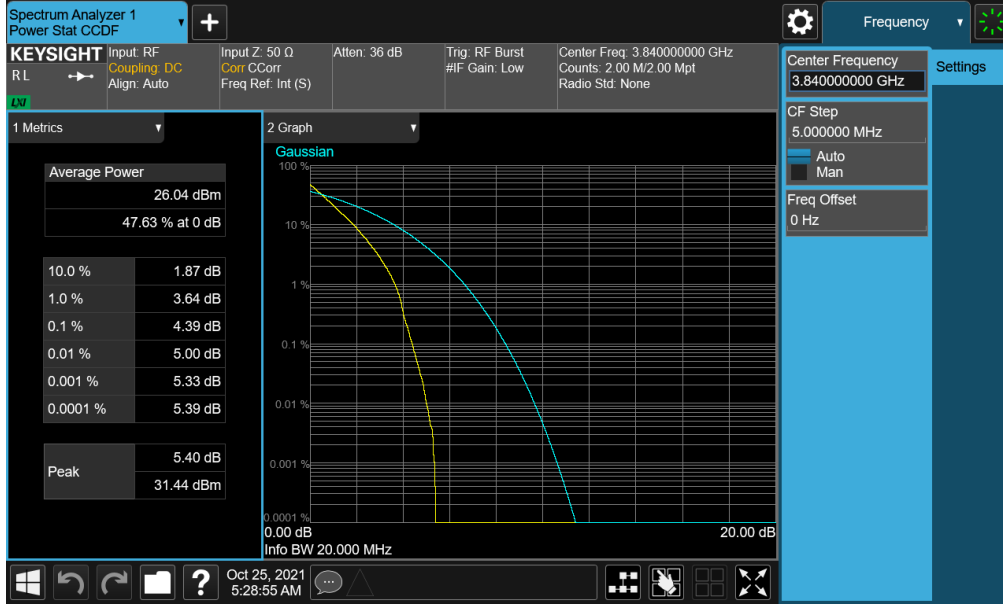 Spectrum Analyzer 1
Power Stat CCDF
+
Frequency
KEYSIGHT
RL
LXI
Input: RF
Coupling: DC
Align: Auto
Input Z: 50 Ω
Corr CCorr
Freq Ref: Int (S)
Atten: 36 dB
Trig: RF Burst
#IF Gain: Low
Center Freq: 3.840000000 GHz
Counts: 2.00 M/2.00 Mpt
Radio Std: None
Center Frequency
3.840000000 GHz
Settings
CF Step
5.000000 MHz
Auto
Man
Freq Offset
0 Hz
1 Metrics
Average Power
26.04 dBm
47.63 % at 0 dB
10.0 % 1.87 dB
1.0 % 3.64 dB
0.1 % 4.39 dB
0.01 % 5.00 dB
0.001 % 5.33 dB
0.0001 % 5.39 dB
Peak
5.40 dB
31.44 dBm
2 Graph
Gaussian
100 %
10 %
1 %
0.1 %
0.01 %
0.001 %
0.0001 %
0.00 dB 20.00 dB
Info BW 20.000 MHz
?
Oct 25, 2021
5:28:55 AM